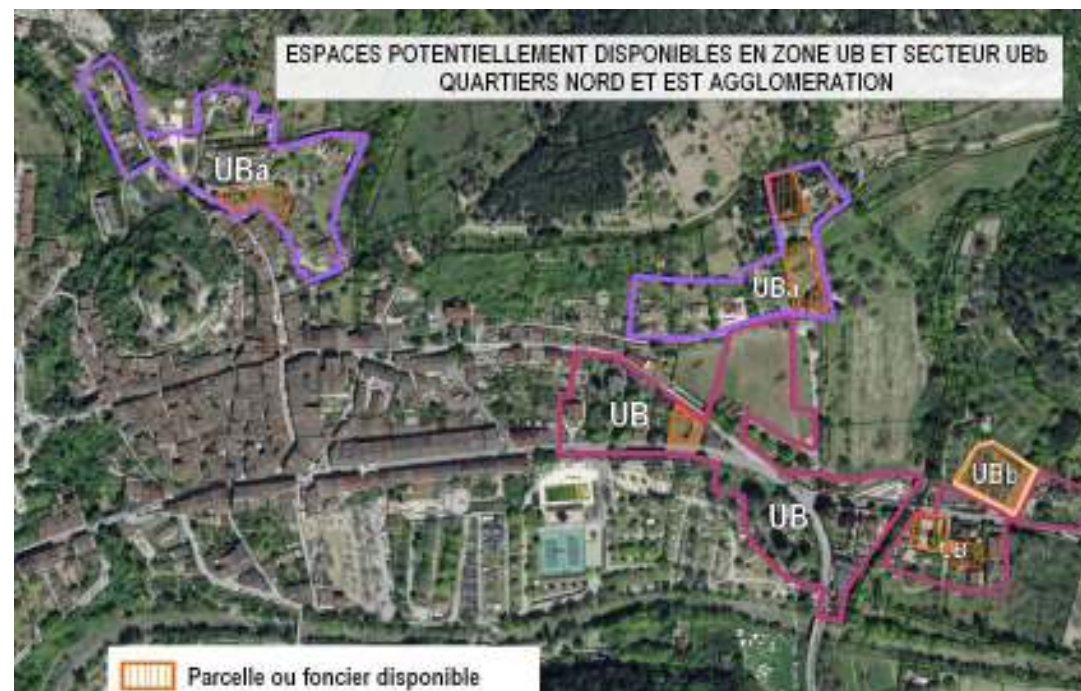 ESPACES POTENTIELLEMENT DISPONIBLES EN ZONE UB ET SECTEUR UBb
QUARTIERS NORD ET EST AGGLOMERATION
UBa
UBa
UB
UBb
UB
UB
Parcelle ou foncier disponible